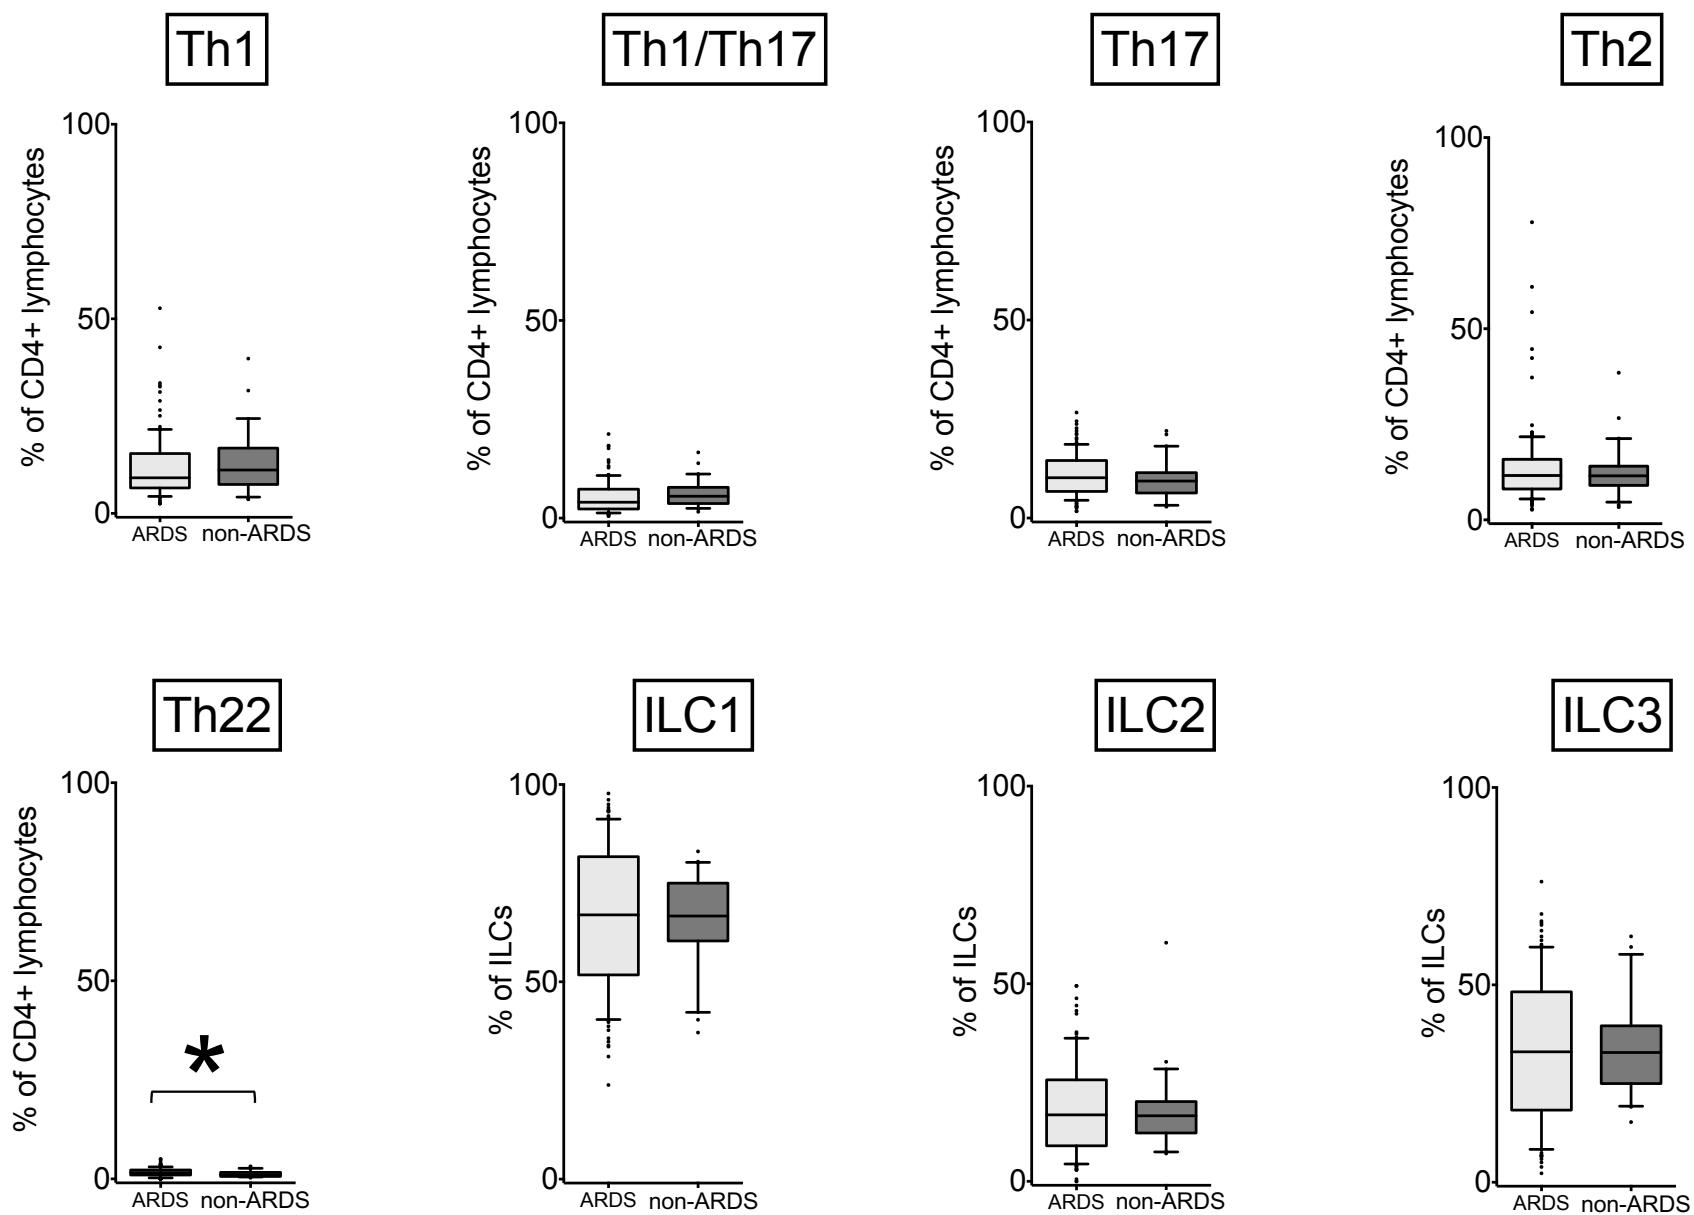 Th1
Th1/Th17
Th17
Th2
% of CD4+ lymphocytes
100
50
0
ARDS non-ARDS
% of CD4+ lymphocytes
100
50
0
ARDS non-ARDS
% of CD4+ lymphocytes
100
50
0
ARDS non-ARDS
% of CD4+ lymphocytes
100
50
0
ARDS non-ARDS
Th22
ILC1
ILC2
ILC3
% of CD4+ lymphocytes
100
50
0
*
ARDS non-ARDS
% of ILCs
100
50
0
ARDS non-ARDS
% of ILCs
100
50
0
ARDS non-ARDS
% of ILCs
100
50
0
ARDS non-ARDS